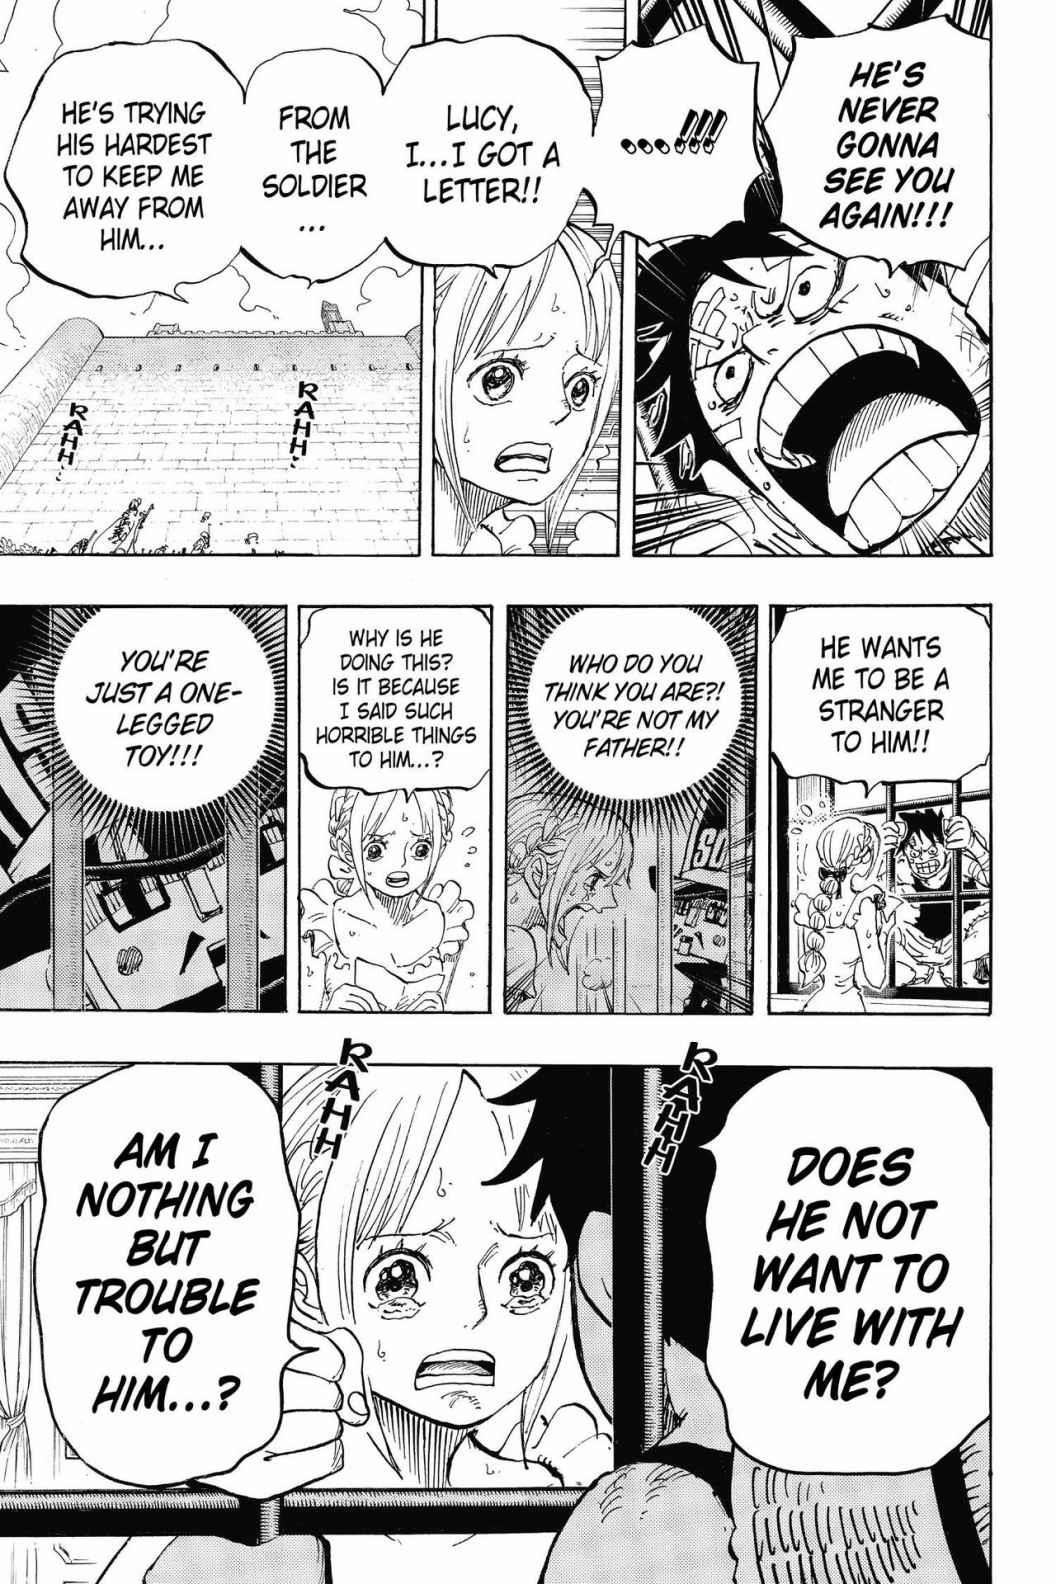 HE'S
NEVER
GONNA
SEE YOU
AGAIN!!!
...!!!
LUCY,
I...I GOT A
LETTER!!
FROM
THE
SOLDIER
...
HE'S TRYING
HIS HARDEST
TO KEEP ME
AWAY FROM
HIM...
RAHH
RAHH
HE WANTS
ME TO BE A
STRANGER
TO HIM!!
WHO DO YOU
THINK YOU ARE?!
YOU'RE NOT MY
FATHER!!
SO
WHY IS HE
DOING THIS?
IS IT BECAUSE
I SAID SUCH
HORRIBLE THINGS
TO HIM...?
YOU'RE
JUST A ONE-
LEGGED
TOY!!!
RAHH
RAHH
DOES
HE NOT
WANT TO
LIVE WITH
ME?
AM I
NOTHING
BUT
TROUBLE
TO
HIM...?